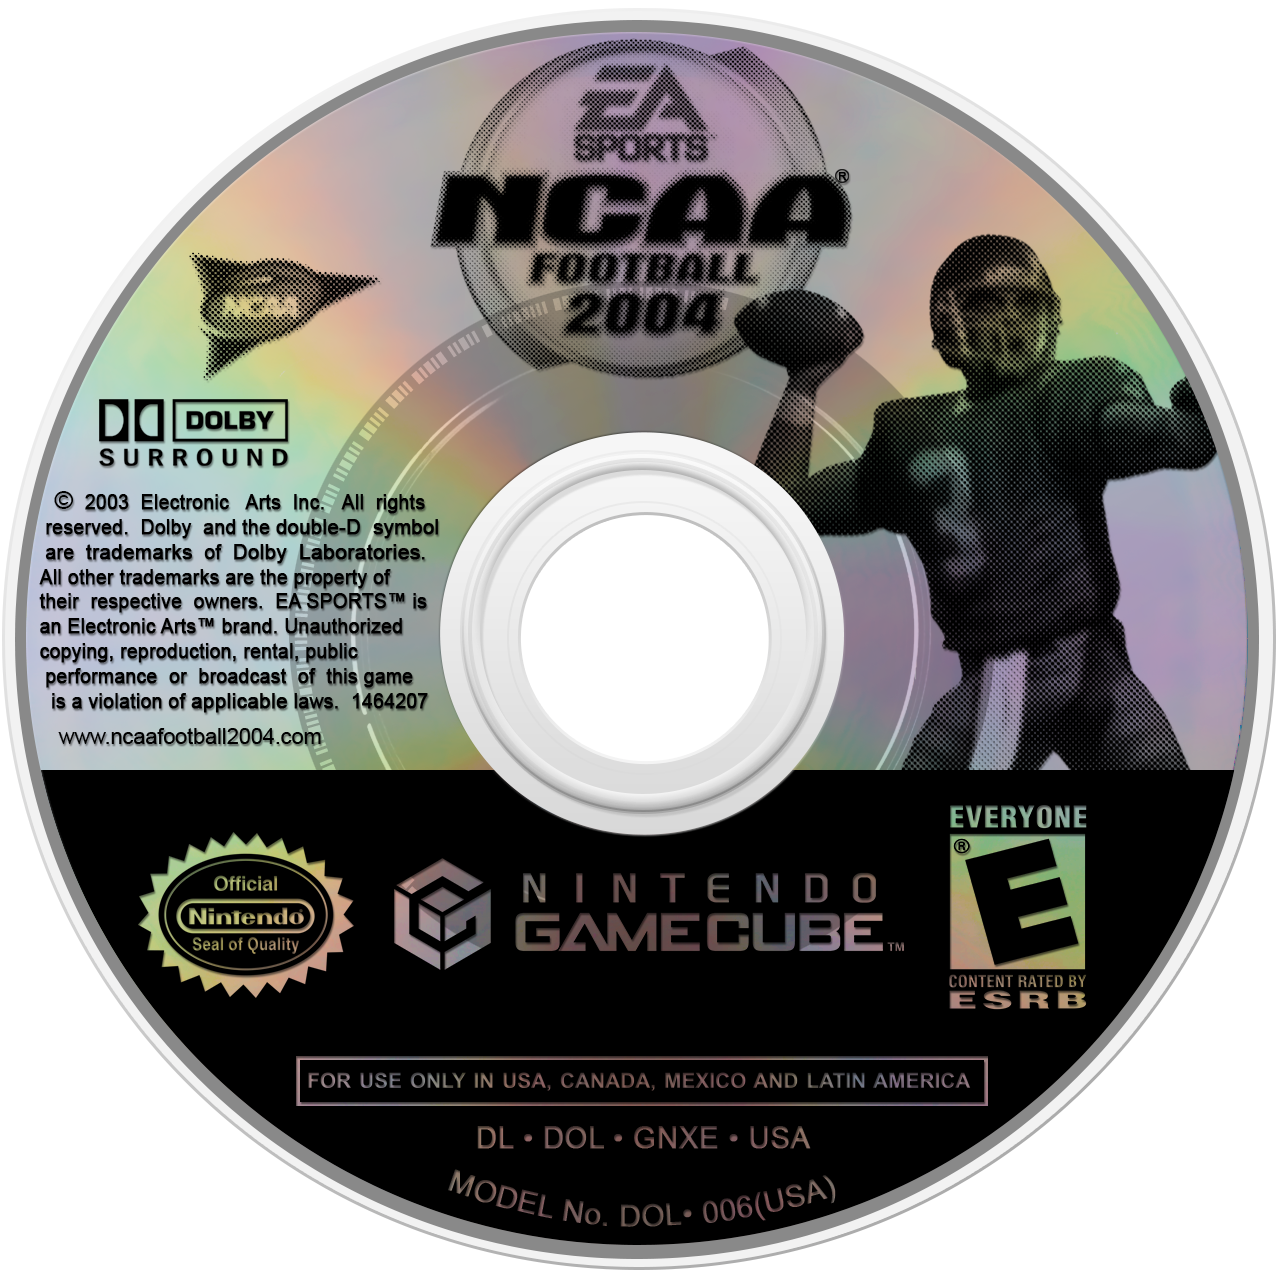 EA
SPORTS™
NCAA®
FOOTBALL
2004
NCAA
DOLBY
SURROUND
© 2003 Electronic Arts Inc. All rights
reserved. Dolby and the double-D symbol
are trademarks of Dolby Laboratories.
All other trademarks are the property of
their respective owners. EA SPORTS™ is
an Electronic Arts™ brand. Unauthorized
copying, reproduction, rental, public
performance or broadcast of this game
is a violation of applicable laws. 1464207
www.ncaafootball2004.com
Official
Nintendo®
Seal of Quality
NINTENDO
GAMECUBE™
EVERYONE
®
E
CONTENT RATED BY
ESRB
FOR USE ONLY IN USA, CANADA, MEXICO AND LATIN AMERICA
DL • DOL • GNXE • USA
MODEL No. DOL• 006(USA)